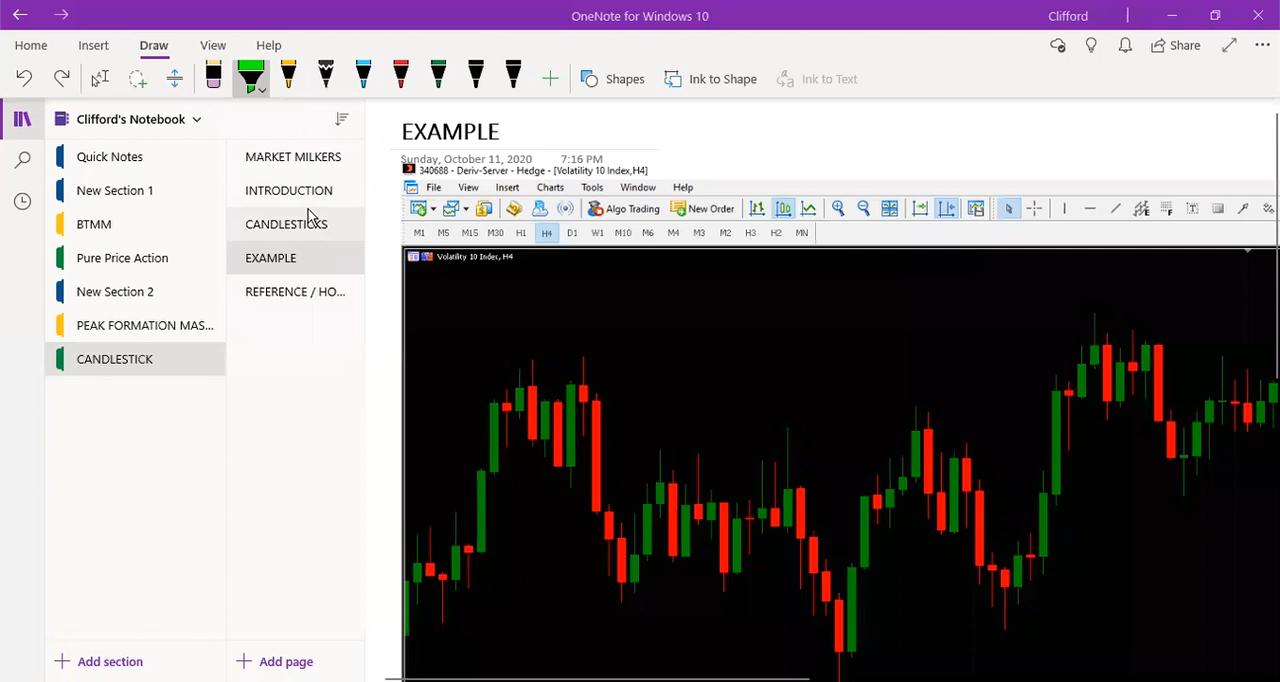 OneNote for Windows 10
Clifford
Home Insert Draw View Help
Share
Shapes
Ink to Shape
Ink to Text
Clifford's Notebook
Quick Notes
New Section 1
BTMM
Pure Price Action
New Section 2
PEAK FORMATION MAS...
CANDLESTICK
Add section
MARKET MILKERS
INTRODUCTION
CANDLESTICKS
EXAMPLE
REFERENCE / HO...
Add page
EXAMPLE
Sunday, October 11, 2020 7:16 PM
340688 - Deriv-Server - Hedge - [Volatility 10 Index,H4]
File View Insert Charts Tools Window Help
Algo Trading New Order
M1 M5 M15 M30 H1 H4 D1 W1 M10 M6 M4 M3 M2 H3 H2 MN
Volatility 10 Index, H4